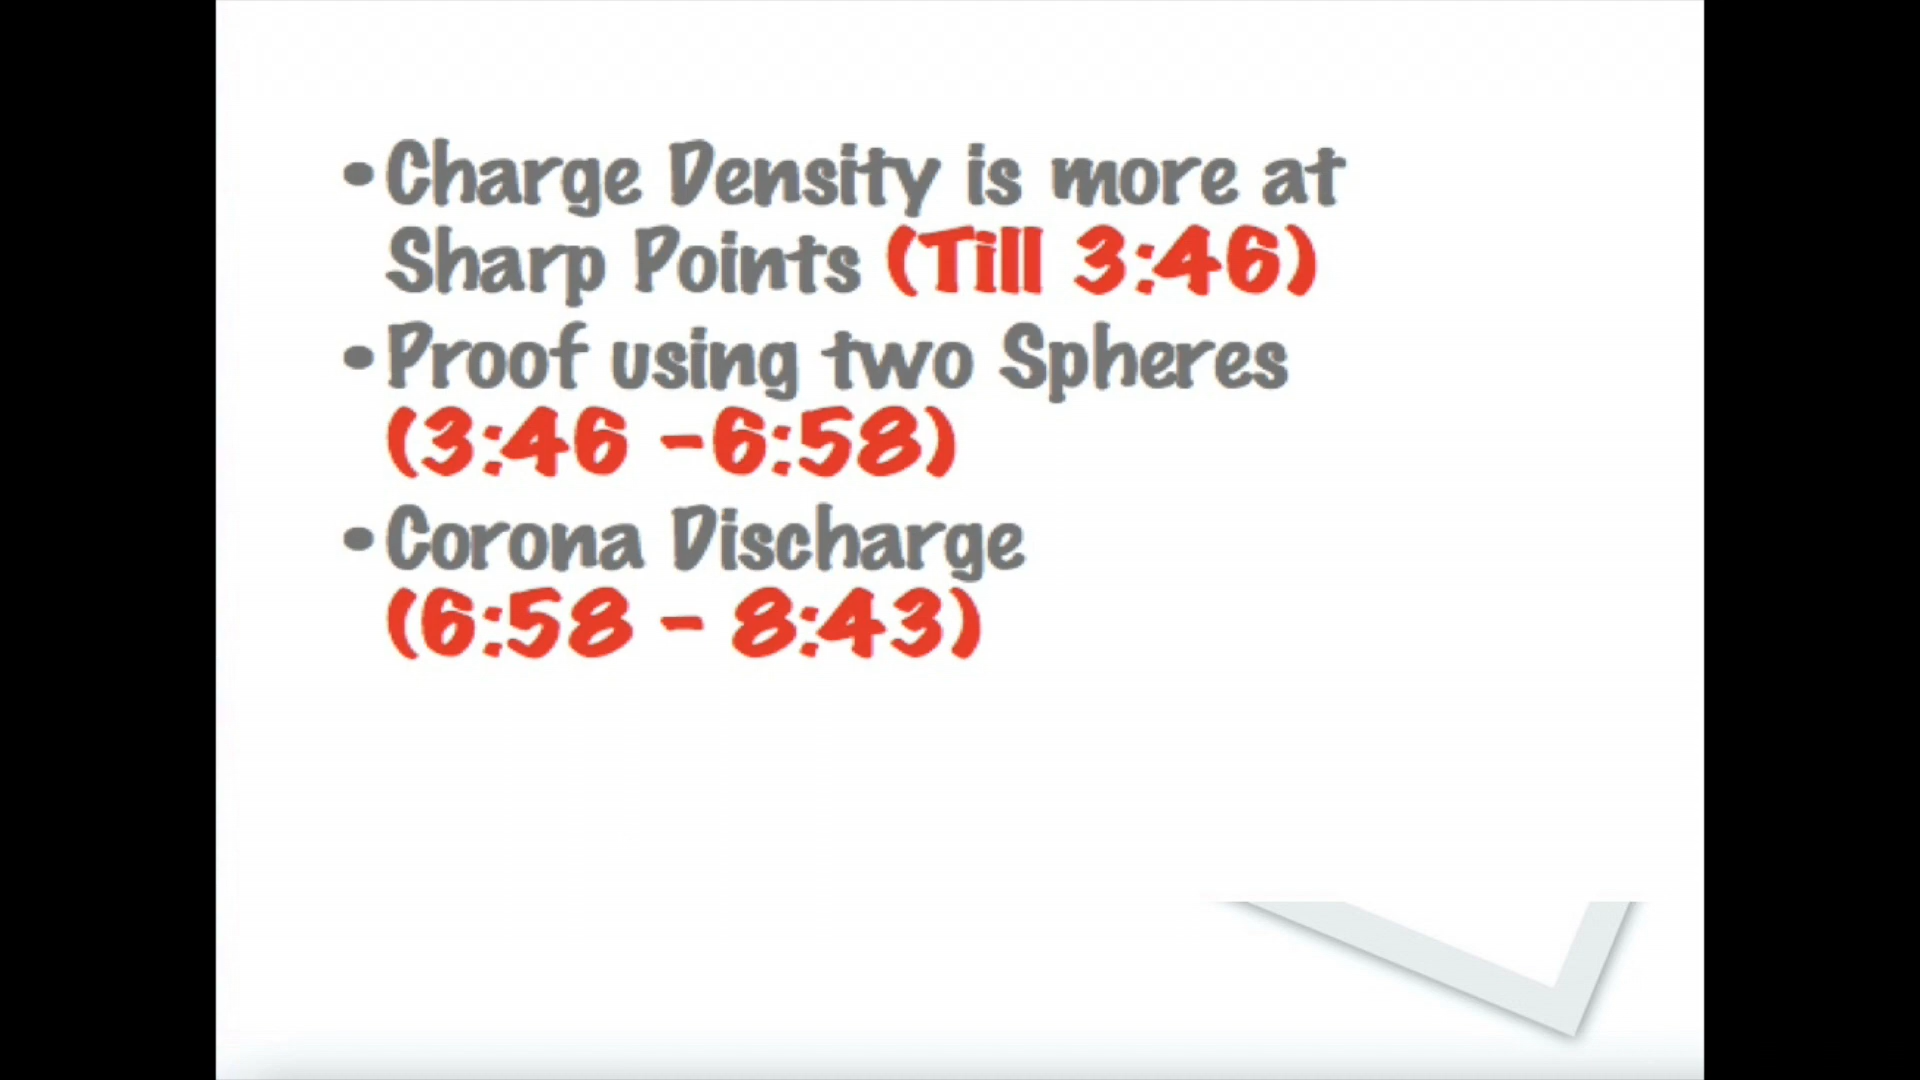 •Charge Density is more at
Sharp Points (Till 3:46)
•Proof using two Spheres
(3:46 -6:58)
•Corona Discharge
(6:58 - 8:43)